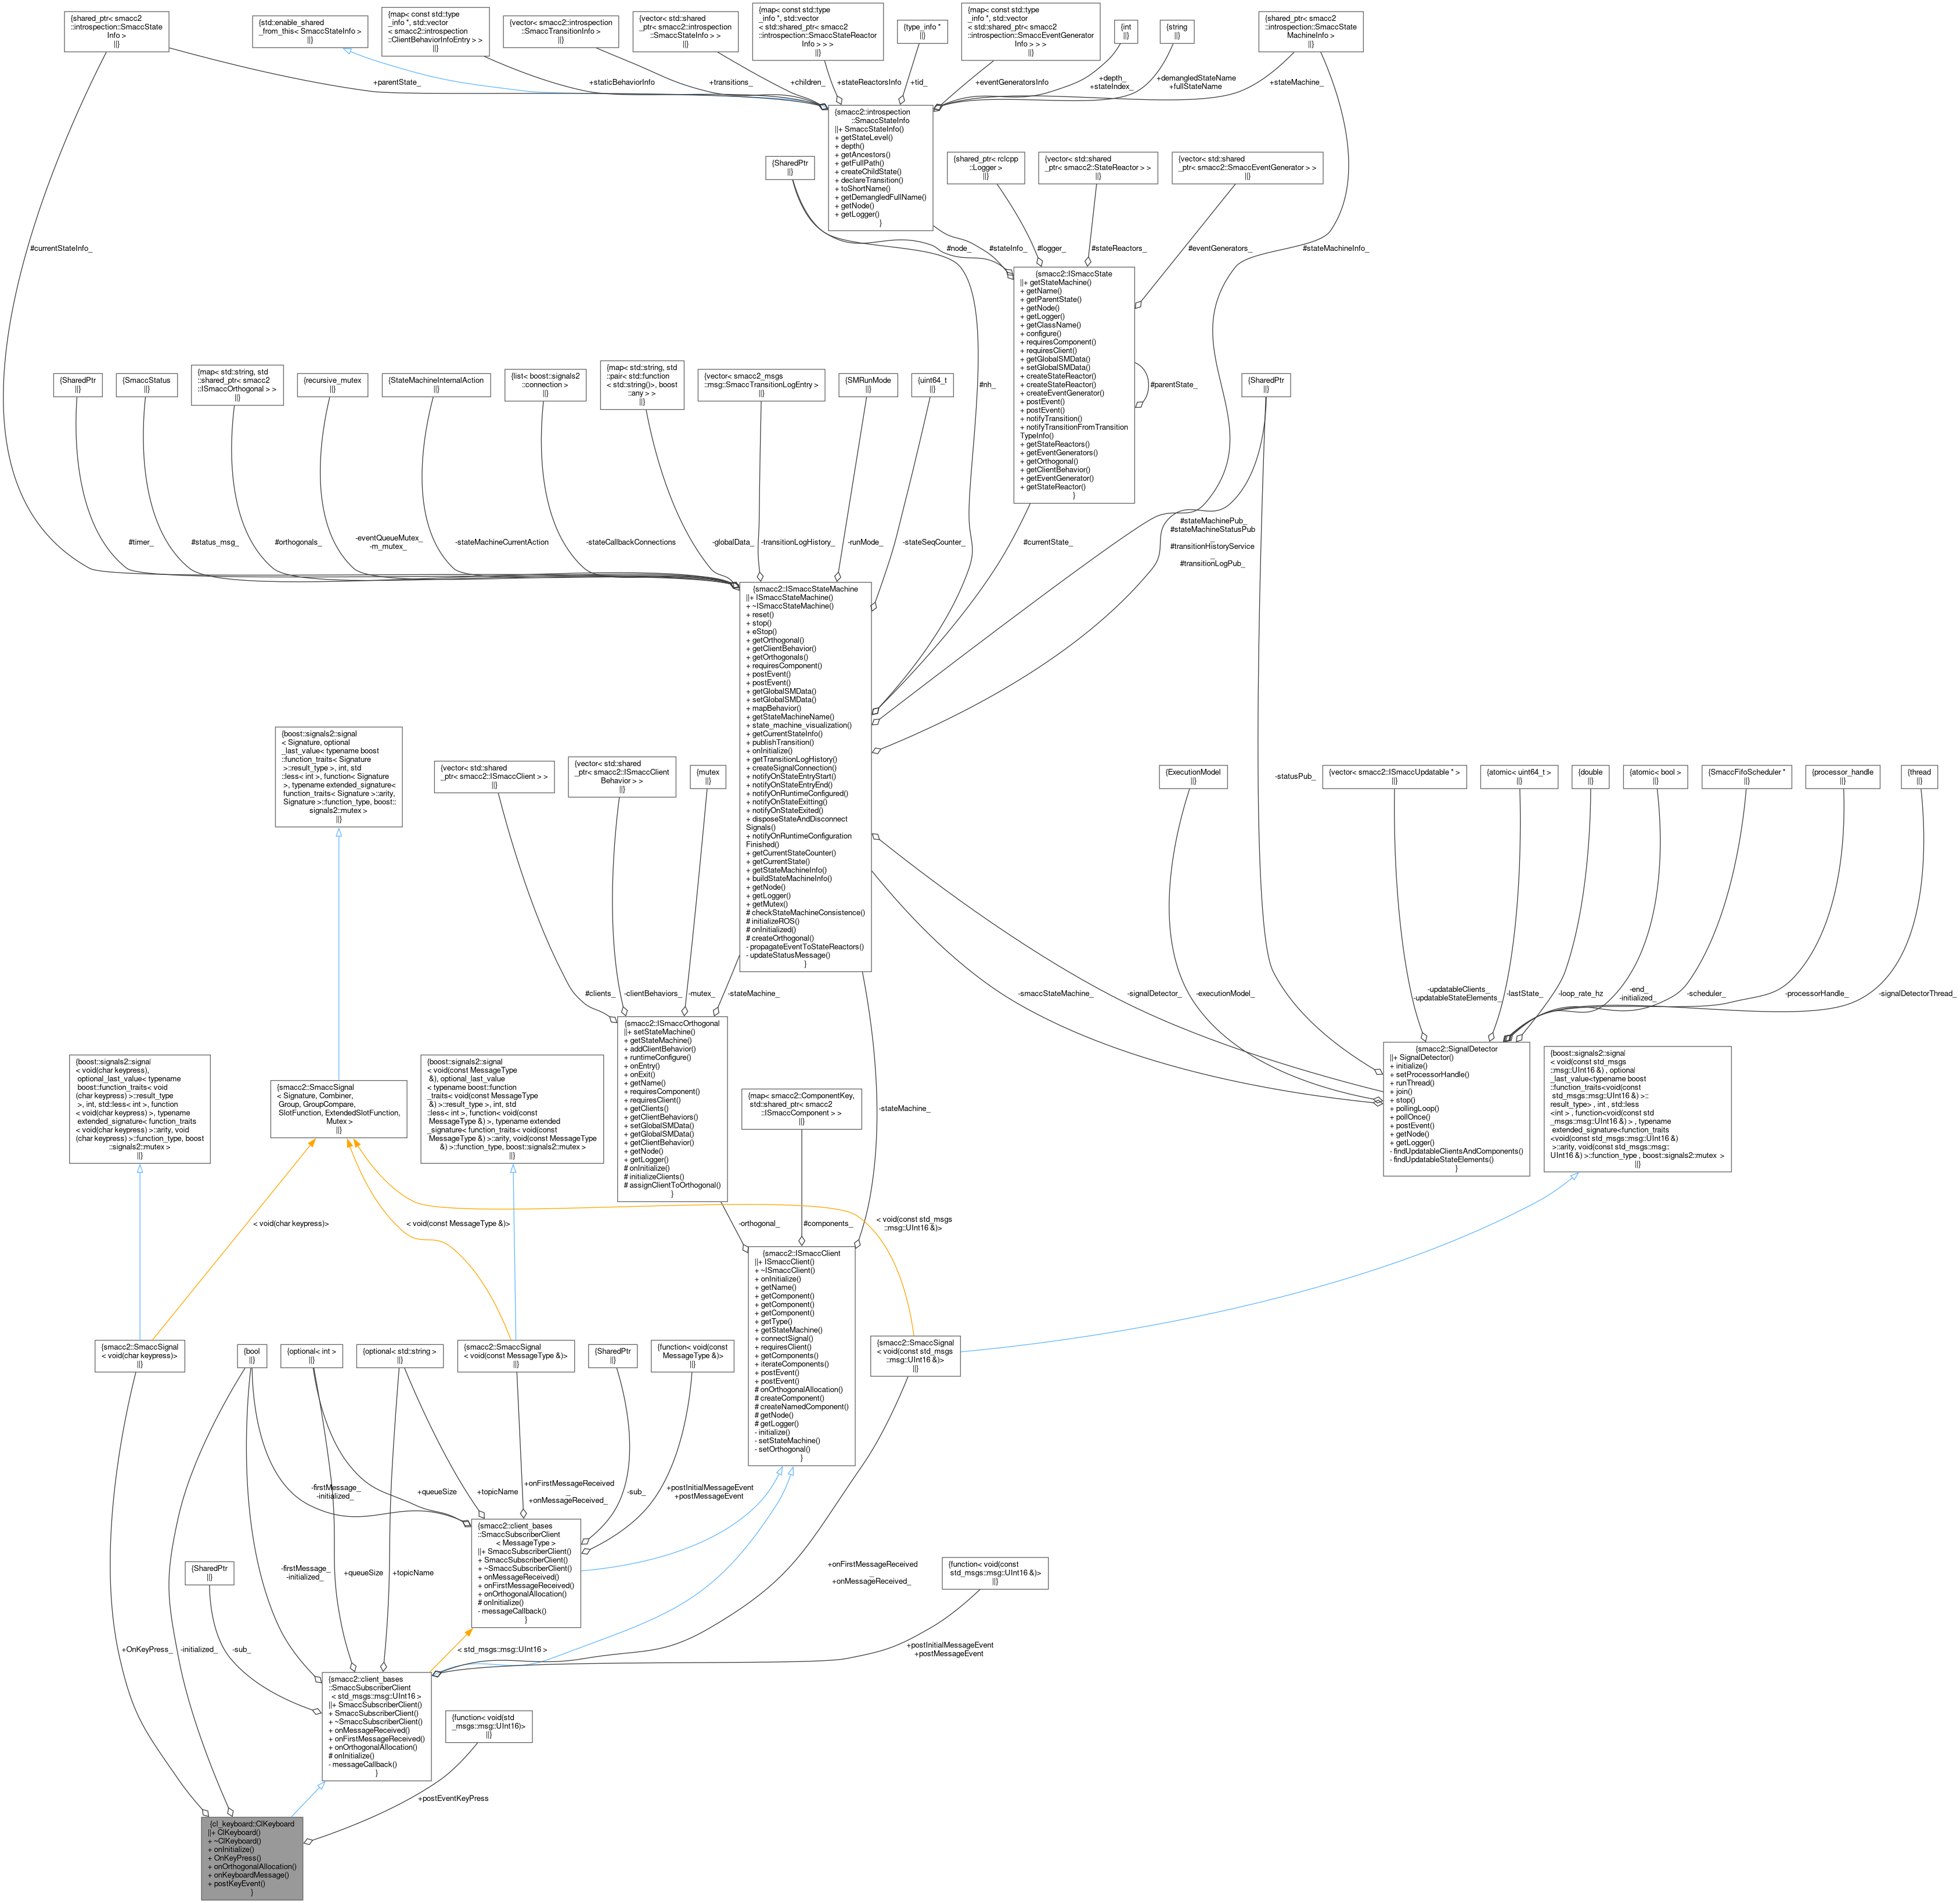 {shared_ptr< smacc2
::introspection::SmaccState
Info >
||}
{std::enable_shared
_from_this< SmaccStateInfo >
||}
{map< const std::type
_info *, std::vector
< smacc2::introspection
::ClientBehaviorInfoEntry > >
||}
{vector< smacc2::introspection
::SmaccTransitionInfo >
||}
{vector< std::shared
_ptr< smacc2::introspection
::SmaccStateInfo > >
||}
{map< const std::type
_info *, std::vector
< std::shared_ptr< smacc2
::introspection::SmaccStateReactor
Info > > >
||}
{type_info *
||}
{map< const std::type
_info *, std::vector
< std::shared_ptr< smacc2
::introspection::SmaccEventGenerator
Info > > >
||}
{int
||}
{string
||}
{shared_ptr< smacc2
::introspection::SmaccState
MachineInfo >
||}
+parentState_
+staticBehaviorInfo
+transitions_
+children_
+stateReactorsInfo
+tid_
+eventGeneratorsInfo
+depth_
+stateIndex_
+demangledStateName
+fullStateName
+stateMachine_
{smacc2::introspection
::SmaccStateInfo
||+ SmaccStateInfo()
+ getStateLevel()
+ depth()
+ getAncestors()
+ getFullPath()
+ createChildState()
+ declareTransition()
+ toShortName()
+ getDemangledFullName()
+ getNode()
+ getLogger()
}
{SharedPtr
||}
{shared_ptr< rclcpp
::Logger >
||}
{vector< std::shared
_ptr< smacc2::StateReactor > >
||}
{vector< std::shared
_ptr< smacc2::SmaccEventGenerator > >
||}
#currentStateInfo_
#node_
#stateInfo_
#logger_
#stateReactors_
#eventGenerators_
#stateMachineInfo_
{smacc2::ISmaccState
||+ getStateMachine()
+ getName()
+ getParentState()
+ getNode()
+ getLogger()
+ getClassName()
+ configure()
+ requiresComponent()
+ requiresClient()
+ getGlobalSMData()
+ setGlobalSMData()
+ createStateReactor()
+ createStateReactor()
+ createEventGenerator()
+ postEvent()
+ postEvent()
+ notifyTransition()
+ notifyTransitionFromTransition
TypeInfo()
+ getStateReactors()
+ getEventGenerators()
+ getOrthogonal()
+ getClientBehavior()
+ getEventGenerator()
+ getStateReactor()
}
#parentState_
{SharedPtr
||}
{SmaccStatus
||}
{map< std::string, std
::shared_ptr< smacc2
::ISmaccOrthogonal > >
||}
{recursive_mutex
||}
{StateMachineInternalAction
||}
{list< boost::signals2
::connection >
||}
{map< std::string, std
::pair< std::function
< std::string()>, boost
::any > >
||}
{vector< smacc2_msgs
::msg::SmaccTransitionLogEntry >
||}
{SMRunMode
||}
{uint64_t
||}
#nh_
{SharedPtr
||}
#timer_
#status_msg_
#orthogonals_
-eventQueueMutex_
-m_mutex_
-stateMachineCurrentAction
-stateCallbackConnections
-globalData_
-transitionLogHistory_
-runMode_
-stateSeqCounter_
#currentState_
#stateMachinePub_
#stateMachineStatusPub
_
#transitionHistoryService
_
#transitionLogPub_
{smacc2::ISmaccStateMachine
||+ ISmaccStateMachine()
+ ~ISmaccStateMachine()
+ reset()
+ stop()
+ eStop()
+ getOrthogonal()
+ getClientBehavior()
+ getOrthogonals()
+ requiresComponent()
+ postEvent()
+ postEvent()
+ getGlobalSMData()
+ setGlobalSMData()
+ mapBehavior()
+ getStateMachineName()
+ state_machine_visualization()
+ getCurrentStateInfo()
+ publishTransition()
+ onInitialize()
+ getTransitionLogHistory()
+ createSignalConnection()
+ notifyOnStateEntryStart()
+ notifyOnStateEntryEnd()
+ notifyOnRuntimeConfigured()
+ notifyOnStateExitting()
+ notifyOnStateExited()
+ disposeStateAndDisconnect
Signals()
+ notifyOnRuntimeConfiguration
Finished()
+ getCurrentStateCounter()
+ getCurrentState()
+ getStateMachineInfo()
+ buildStateMachineInfo()
+ getNode()
+ getLogger()
+ getMutex()
# checkStateMachineConsistence()
# initializeROS()
# onInitialized()
# createOrthogonal()
- propagateEventToStateReactors()
- updateStatusMessage()
}
{boost::signals2::signal
< Signature, optional
_last_value< typename boost
::function_traits< Signature
>::result_type >, int, std
::less< int >, function< Signature
>, typename extended_signature<
function_traits< Signature >::arity,
Signature >::function_type, boost::
signals2::mutex >
||}
{vector< std::shared
_ptr< smacc2::ISmaccClient > >
||}
{vector< std::shared
_ptr< smacc2::ISmaccClient
Behavior > >
||}
{mutex
||}
{ExecutionModel
||}
-statusPub_
{vector< smacc2::ISmaccUpdatable * >
||}
{atomic< uint64_t >
||}
{double
||}
{atomic< bool >
||}
{SmaccFifoScheduler *
||}
{processor_handle
||}
{thread
||}
#clients_
-clientBehaviors_
-mutex_
-stateMachine_
-smaccStateMachine_
-signalDetector_
-executionModel_
-updatableClients_
-updatableStateElements_
-lastState_
-loop_rate_hz
-end_
-initialized_
-scheduler_
-processorHandle_
-signalDetectorThread_
{smacc2::ISmaccOrthogonal
||+ setStateMachine()
+ getStateMachine()
+ addClientBehavior()
+ runtimeConfigure()
+ onEntry()
+ onExit()
+ getName()
+ requiresComponent()
+ requiresClient()
+ getClients()
+ getClientBehaviors()
+ setGlobalSMData()
+ getGlobalSMData()
+ getClientBehavior()
+ getNode()
+ getLogger()
# onInitialize()
# initializeClients()
# assignClientToOrthogonal()
}
{smacc2::SignalDetector
||+ SignalDetector()
+ initialize()
+ setProcessorHandle()
+ runThread()
+ join()
+ stop()
+ pollingLoop()
+ pollOnce()
+ postEvent()
+ getNode()
+ getLogger()
- findUpdatableClientsAndComponents()
- findUpdatableStateElements()
}
{boost::signals2::signal
< void(const std_msgs
::msg::UInt16 &) , optional
_last_value<typename boost
::function_traits<void(const
std_msgs::msg::UInt16 &) >::
result_type> , int , std::less
<int > , function<void(const std
_msgs::msg::UInt16 &) > , typename
extended_signature<function_traits
<void(const std_msgs::msg::UInt16 &)
>::arity, void(const std_msgs::msg::
UInt16 &) >::function_type , boost::signals2::mutex >
||}
{boost::signals2::signal
< void(char keypress),
optional_last_value< typename
boost::function_traits< void
(char keypress) >::result_type
>, int, std::less< int >, function
< void(char keypress) >, typename
extended_signature< function_traits
< void(char keypress) >::arity, void
(char keypress) >::function_type, boost
::signals2::mutex >
||}
{smacc2::SmaccSignal
< Signature, Combiner,
Group, GroupCompare,
SlotFunction, ExtendedSlotFunction,
Mutex >
||}
{boost::signals2::signal
< void(const MessageType
&), optional_last_value
< typename boost::function
_traits< void(const MessageType
&) >::result_type >, int, std
::less< int >, function< void(const
MessageType &) >, typename extended
_signature< function_traits< void(const
MessageType &) >::arity, void(const MessageType
&) >::function_type, boost::signals2::mutex >
||}
{map< smacc2::ComponentKey,
std::shared_ptr< smacc2
::ISmaccComponent > >
||}
-stateMachine_
< void(char keypress)>
< void(const MessageType &)>
-orthogonal_
#components_
< void(const std_msgs
::msg::UInt16 &)>
{smacc2::ISmaccClient
||+ ISmaccClient()
+ ~ISmaccClient()
+ onInitialize()
+ getName()
+ getComponent()
+ getComponent()
+ getComponent()
+ getType()
+ getStateMachine()
+ connectSignal()
+ requiresClient()
+ getComponents()
+ iterateComponents()
+ postEvent()
+ postEvent()
# onOrthogonalAllocation()
# createComponent()
# createNamedComponent()
# getNode()
# getLogger()
- initialize()
- setStateMachine()
- setOrthogonal()
}
{smacc2::SmaccSignal
< void(char keypress)>
||}
{bool
||}
{optional< int >
||}
{optional< std::string >
||}
{smacc2::SmaccSignal
< void(const MessageType &)>
||}
{SharedPtr
||}
{function< void(const
MessageType &)>
||}
{smacc2::SmaccSignal
< void(const std_msgs
::msg::UInt16 &)>
||}
-firstMessage_
-initialized_
+queueSize
+topicName
+onFirstMessageReceived
_
+onMessageReceived_
-sub_
+postInitialMessageEvent
+postMessageEvent
{smacc2::client_bases
::SmaccSubscriberClient
< MessageType >
||+ SmaccSubscriberClient()
+ SmaccSubscriberClient()
+ ~SmaccSubscriberClient()
+ onMessageReceived()
+ onFirstMessageReceived()
+ onOrthogonalAllocation()
# onInitialize()
- messageCallback()
}
{SharedPtr
||}
-firstMessage_
-initialized_
+queueSize
+topicName
+onFirstMessageReceived
_
+onMessageReceived_
{function< void(const
std_msgs::msg::UInt16 &)>
||}
+OnKeyPress_
-initialized_
-sub_
< std_msgs::msg::UInt16 >
+postInitialMessageEvent
+postMessageEvent
{smacc2::client_bases
::SmaccSubscriberClient
< std_msgs::msg::UInt16 >
||+ SmaccSubscriberClient()
+ SmaccSubscriberClient()
+ ~SmaccSubscriberClient()
+ onMessageReceived()
+ onFirstMessageReceived()
+ onOrthogonalAllocation()
# onInitialize()
- messageCallback()
}
{function< void(std
_msgs::msg::UInt16)>
||}
+postEventKeyPress
{cl_keyboard::ClKeyboard
||+ ClKeyboard()
+ ~ClKeyboard()
+ onInitialize()
+ OnKeyPress()
+ onOrthogonalAllocation()
+ onKeyboardMessage()
+ postKeyEvent()
}